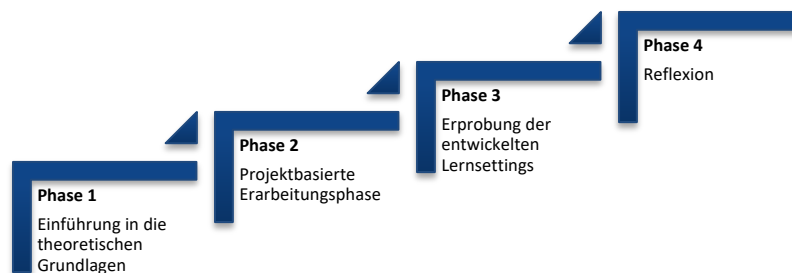 Phase 1
Einführung in die
theoretischen
Grundlagen
Phase 2
Projektbasierte
Erarbeitungsphase
Phase 3
Erprobung der
entwickelten
Lernsettings
Phase 4
Reflexion